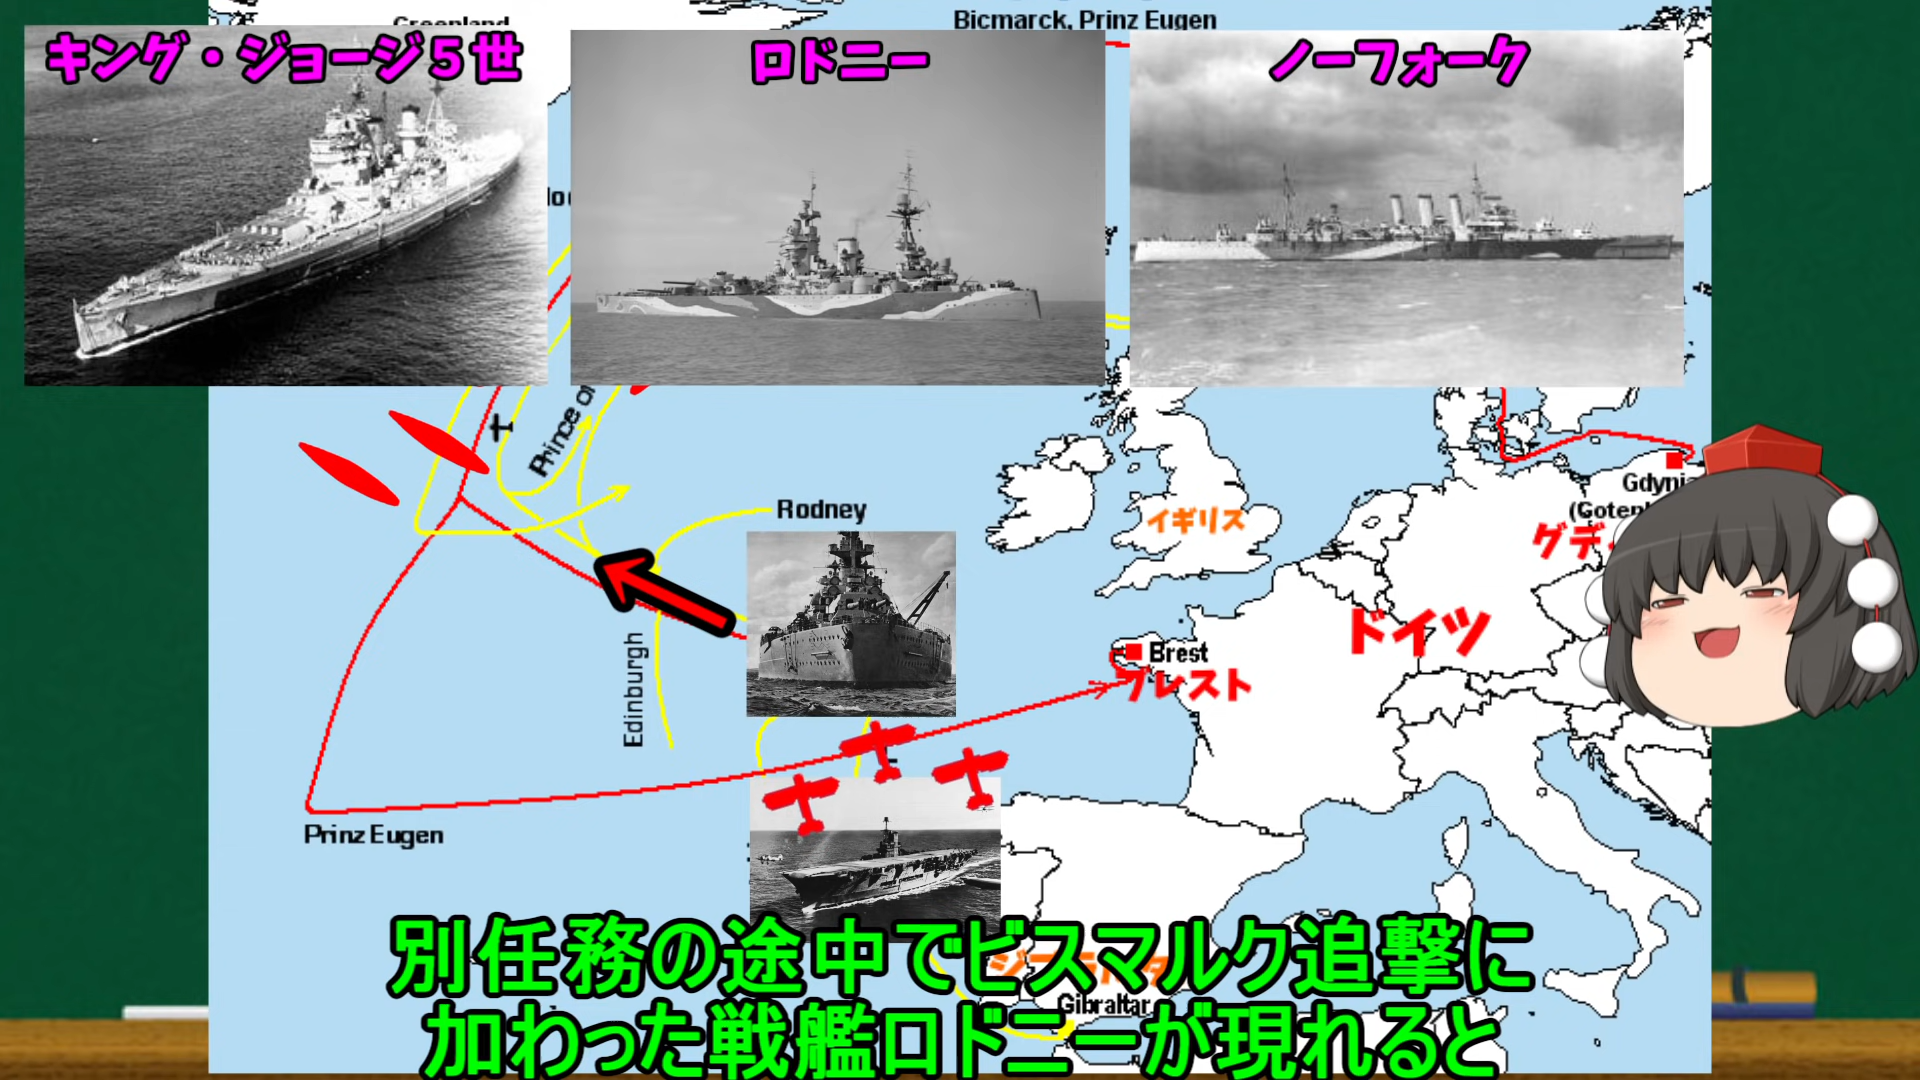 Greenland
Bicmarck, Prinz Eugen
キング・ジョージ5世
ロドニー
ノーフォーク
Prince of
Rodney
イギリス
Gdynia
グディ
ドイツ
Edinburgh
Brest
ブレスト
Prinz Eugen
別任務の途中でビスマルク追撃に
Gibraltar
加わった戦艦ロドニーが現れると